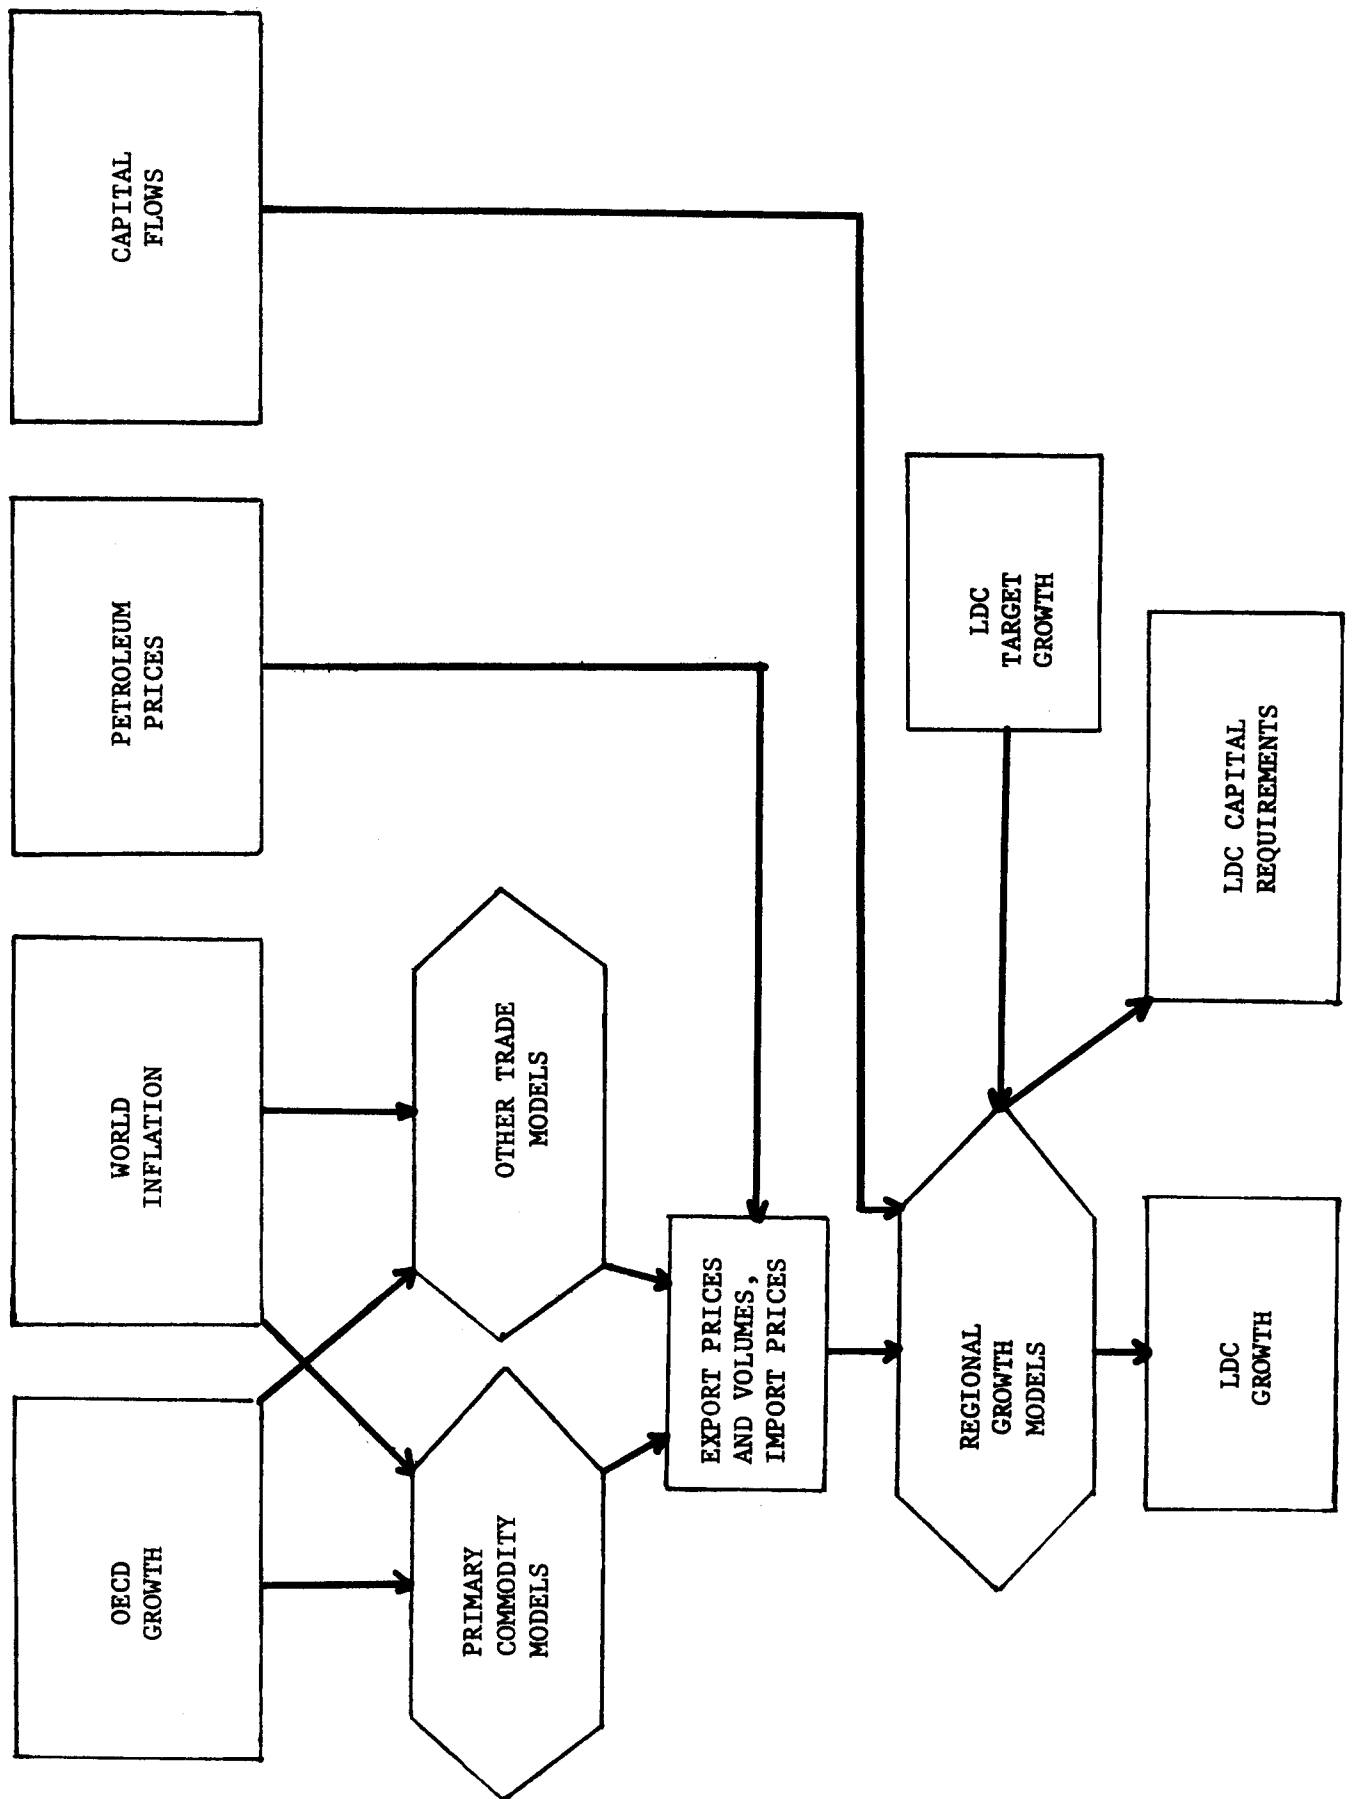 OECD
GROWTH
WORLD
INFLATION
PETROLEUM
PRICES
CAPITAL
FLOWS
PRIMARY
COMMODITY
MODELS
OTHER TRADE
MODELS
EXPORT PRICES
AND VOLUMES,
IMPORT PRICES
REGIONAL
GROWTH
MODELS
LDC
TARGET
GROWTH
LDC
GROWTH
LDC CAPITAL
REQUIREMENTS